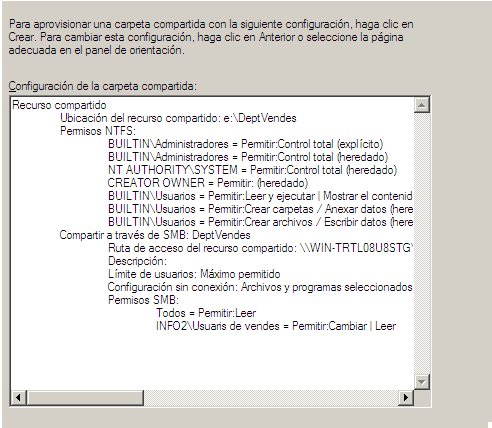 Para aprovisionar una carpeta compartida con la siguiente configuración, haga clic en
Crear. Para cambiar esta configuración, haga clic en Anterior o seleccione la página
adecuada en el panel de orientación.
Configuración de la carpeta compartida:
Recurso compartido
Ubicación del recurso compartido: e:\DeptVendes
Permisos NTFS:
BUILTIN\Administradores = Permitir:Control total (explícito)
BUILTIN\Administradores = Permitir:Control total (heredado)
NT AUTHORITY\SYSTEM = Permitir:Control total (heredado)
CREATOR OWNER = Permitir: (heredado)
BUILTIN\Usuarios = Permitir:Leer y ejecutar | Mostrar el contenid
BUILTIN\Usuarios = Permitir:Crear carpetas / Anexar datos (here
BUILTIN\Usuarios = Permitir:Crear archivos / Escribir datos (here
Compartir a través de SMB: DeptVendes
Ruta de acceso del recurso compartido: \\WIN-TRTL08U8STG\
Descripción:
Límite de usuarios: Máximo permitido
Configuración sin conexión: Archivos y programas seleccionados
Permisos SMB:
Todos = Permitir:Leer
INFO2\Usuaris de vendes = Permitir:Cambiar | Leer